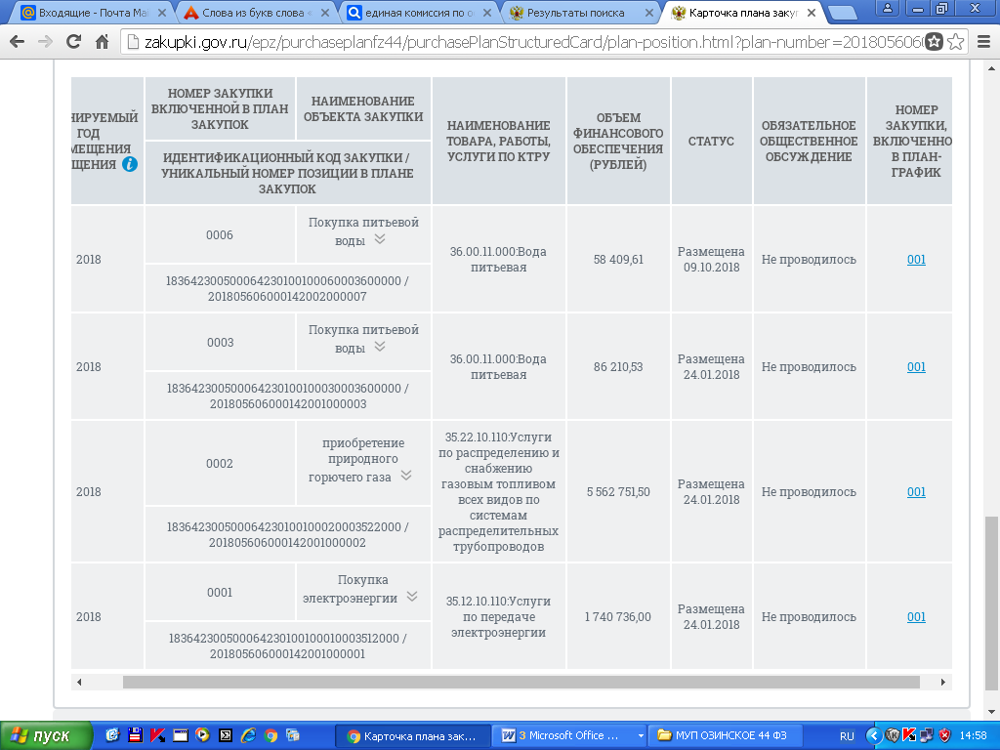 Входящие - Почта Mai
Слова из букв слова «
единая комиссия по о
Результаты поиска
Карточка плана закуп
zakupki.gov.ru/epz/purchaseplanfz44/purchasePlanStructuredCard/plan-position.html?plan-number=2018056060
НИРУЕМЫЙ
ГОД
МЕЩЕНИЯ
ЩЕНИЯ
НОМЕР ЗАКУПКИ
ВКЛЮЧЕННОЙ В ПЛАН
ЗАКУПОК
НАИМЕНОВАНИЕ
ОБЪЕКТА ЗАКУПКИ
ИДЕНТИФИКАЦИОННЫЙ КОД ЗАКУПКИ /
УНИКАЛЬНЫЙ НОМЕР ПОЗИЦИИ В ПЛАНЕ
ЗАКУПОК
НАИМЕНОВАНИЕ
ТОВАРА, РАБОТЫ,
УСЛУГИ ПО КТРУ
ОБЪЕМ
ФИНАНСОВОГО
ОБЕСПЕЧЕНИЯ
(РУБЛЕЙ)
СТАТУС
ОБЯЗАТЕЛЬНОЕ
ОБЩЕСТВЕННОЕ
ОБСУЖДЕНИЕ
НОМЕР
ЗАКУПКИ,
ВКЛЮЧЕННО
В ПЛАН-
ГРАФИК
2018
0006
Покупка питьевой
воды
183642300500064230100100060003600000 /
201805606000142002000007
36.00.11.000:Вода
питьевая
58 409,61
Размещена
09.10.2018
Не проводилось
001
2018
0003
Покупка питьевой
воды
183642300500064230100100030003600000 /
201805606000142001000003
36.00.11.000:Вода
питьевая
86 210,53
Размещена
24.01.2018
Не проводилось
001
2018
0002
приобретение
природного
горючего газа
183642300500064230100100020003522000 /
201805606000142001000002
35.22.10.110:Услуги
по распределению и
снабжению
газовым топливом
всех видов по
системам
распределительных
трубопроводов
5 562 751,50
Размещена
24.01.2018
Не проводилось
001
2018
0001
Покупка
электроэнергии
183642300500064230100100010003512000 /
201805606000142001000001
35.12.10.110:Услуги
по передаче
электроэнергии
1 740 736,00
Размещена
24.01.2018
Не проводилось
001
пуск
Карточка плана зак...
3 Microsoft Office ...
МУП ОЗИНСКОЕ 44 ФЗ
RU
14:58